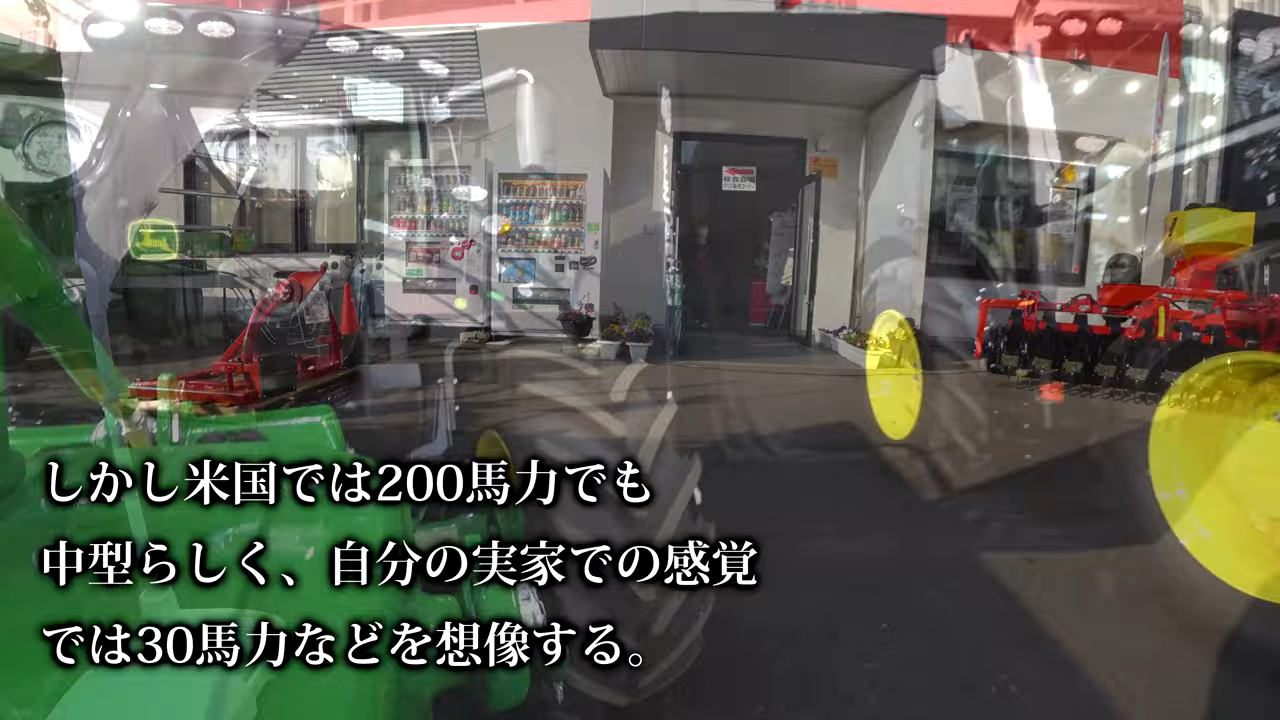 しかし米国では200馬力でも
中型らしく、自分の実家での感覚
では30馬力などを想像する。